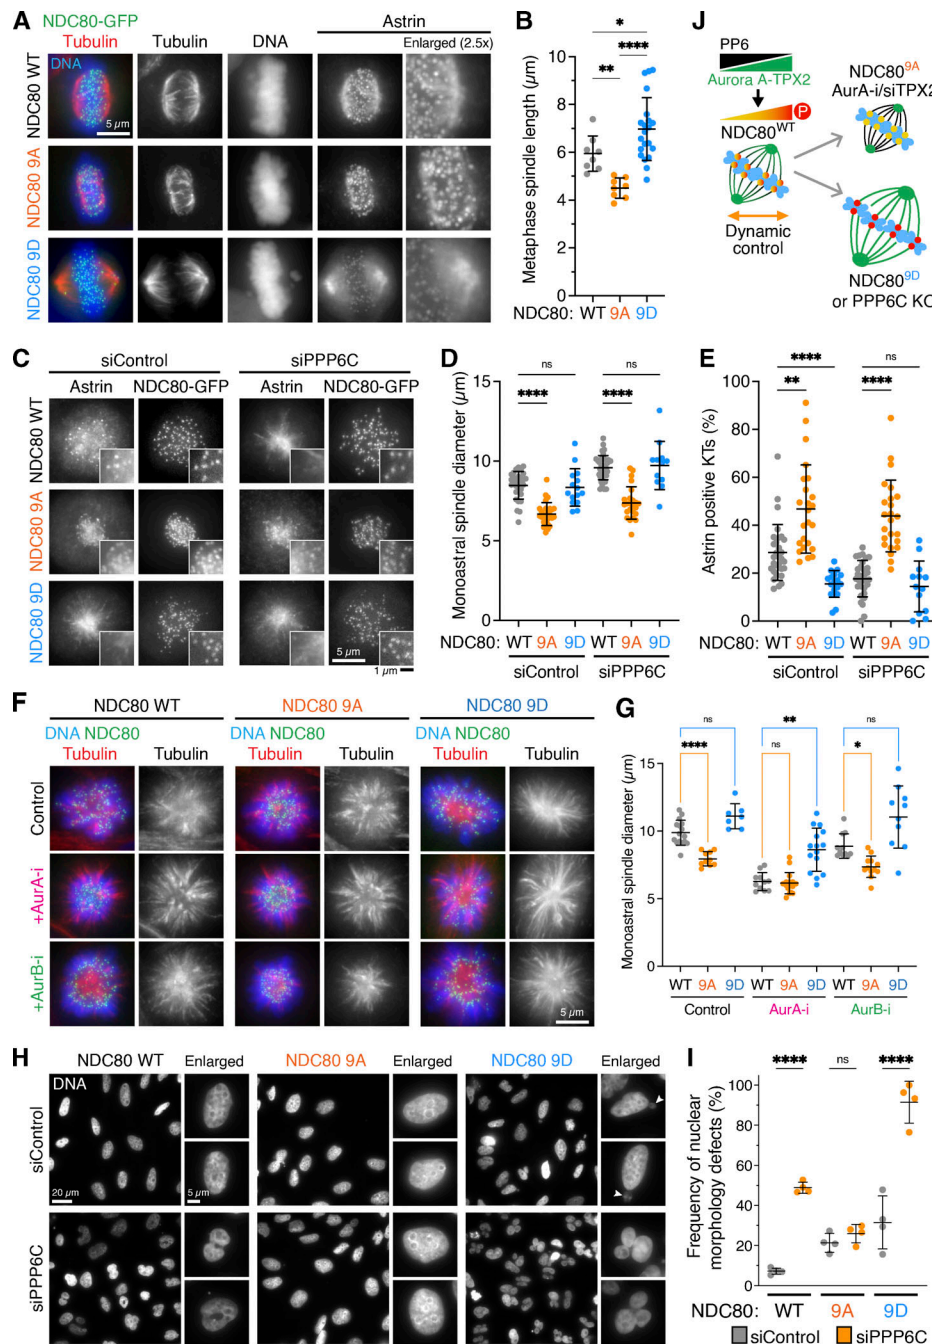 A
NDC80-GFP
Tubulin
DNA
Tubulin
DNA
Astrin
Enlarged (2.5x)
NDC80 WT
5 µm
NDC80 9A
NDC80 9D
B
* 
**
****
Metaphase spindle length (µm)
10
8
6
4
2
0
NDC80: WT 9A 9D
J
PP6
Aurora A-TPX2
P
NDC80WT
Dynamic
control
NDC809A
AurA-i/siTPX2
NDC809D
or PPP6C KO
C
siControl
siPPP6C
Astrin NDC80-GFP Astrin NDC80-GFP
NDC80 WT
NDC80 9A
NDC80 9D
5 µm
1 µm
D
Monoastral spindle diameter (µm)
15
10
5
0
ns
****
ns
****
NDC80: WT 9A 9D WT 9A 9D
siControl siPPP6C
E
Astrin positive KTs (%)
100
80
60
40
20
0
****
**
ns
****
NDC80: WT 9A 9D WT 9A 9D
siControl siPPP6C
F
NDC80 WT
NDC80 9A
NDC80 9D
DNA NDC80
Tubulin Tubulin
DNA NDC80
Tubulin Tubulin
DNA NDC80
Tubulin Tubulin
Control
+AurA-i
+AurB-i
5 µm
G
Monoastral spindle diameter (µm)
15
10
5
0
ns
****
**
ns
ns
*
WT 9A 9D WT 9A 9D WT 9A 9D
Control AurA-i AurB-i
H
NDC80 WT Enlarged NDC80 9A Enlarged NDC80 9D Enlarged
DNA
siControl
20 µm
5 µm
siPPP6C
I
Frequency of nuclear
morphology defects (%)
100
80
60
40
20
0
**** ns ****
NDC80: WT 9A 9D
siControl siPPP6C